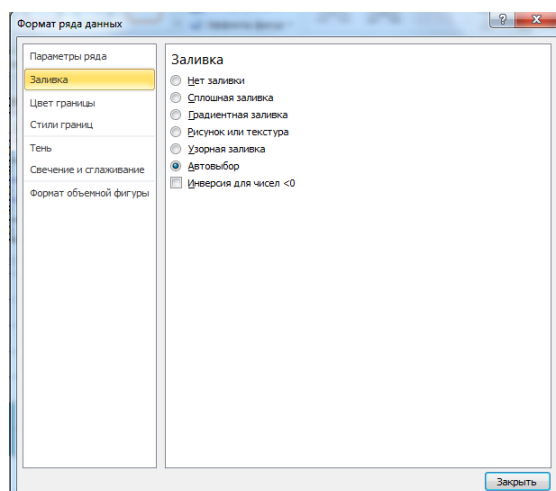 Формат ряда данных
Параметры ряда
Заливка
Цвет границы
Стили границ
Тень
Свечение и сглаживание
Формат объемной фигуры
Заливка
Нет заливки
Сплошная заливка
Градиентная заливка
Рисунок или текстура
Узорная заливка
Автовыбор
Инверсия для чисел <0
Закрыть